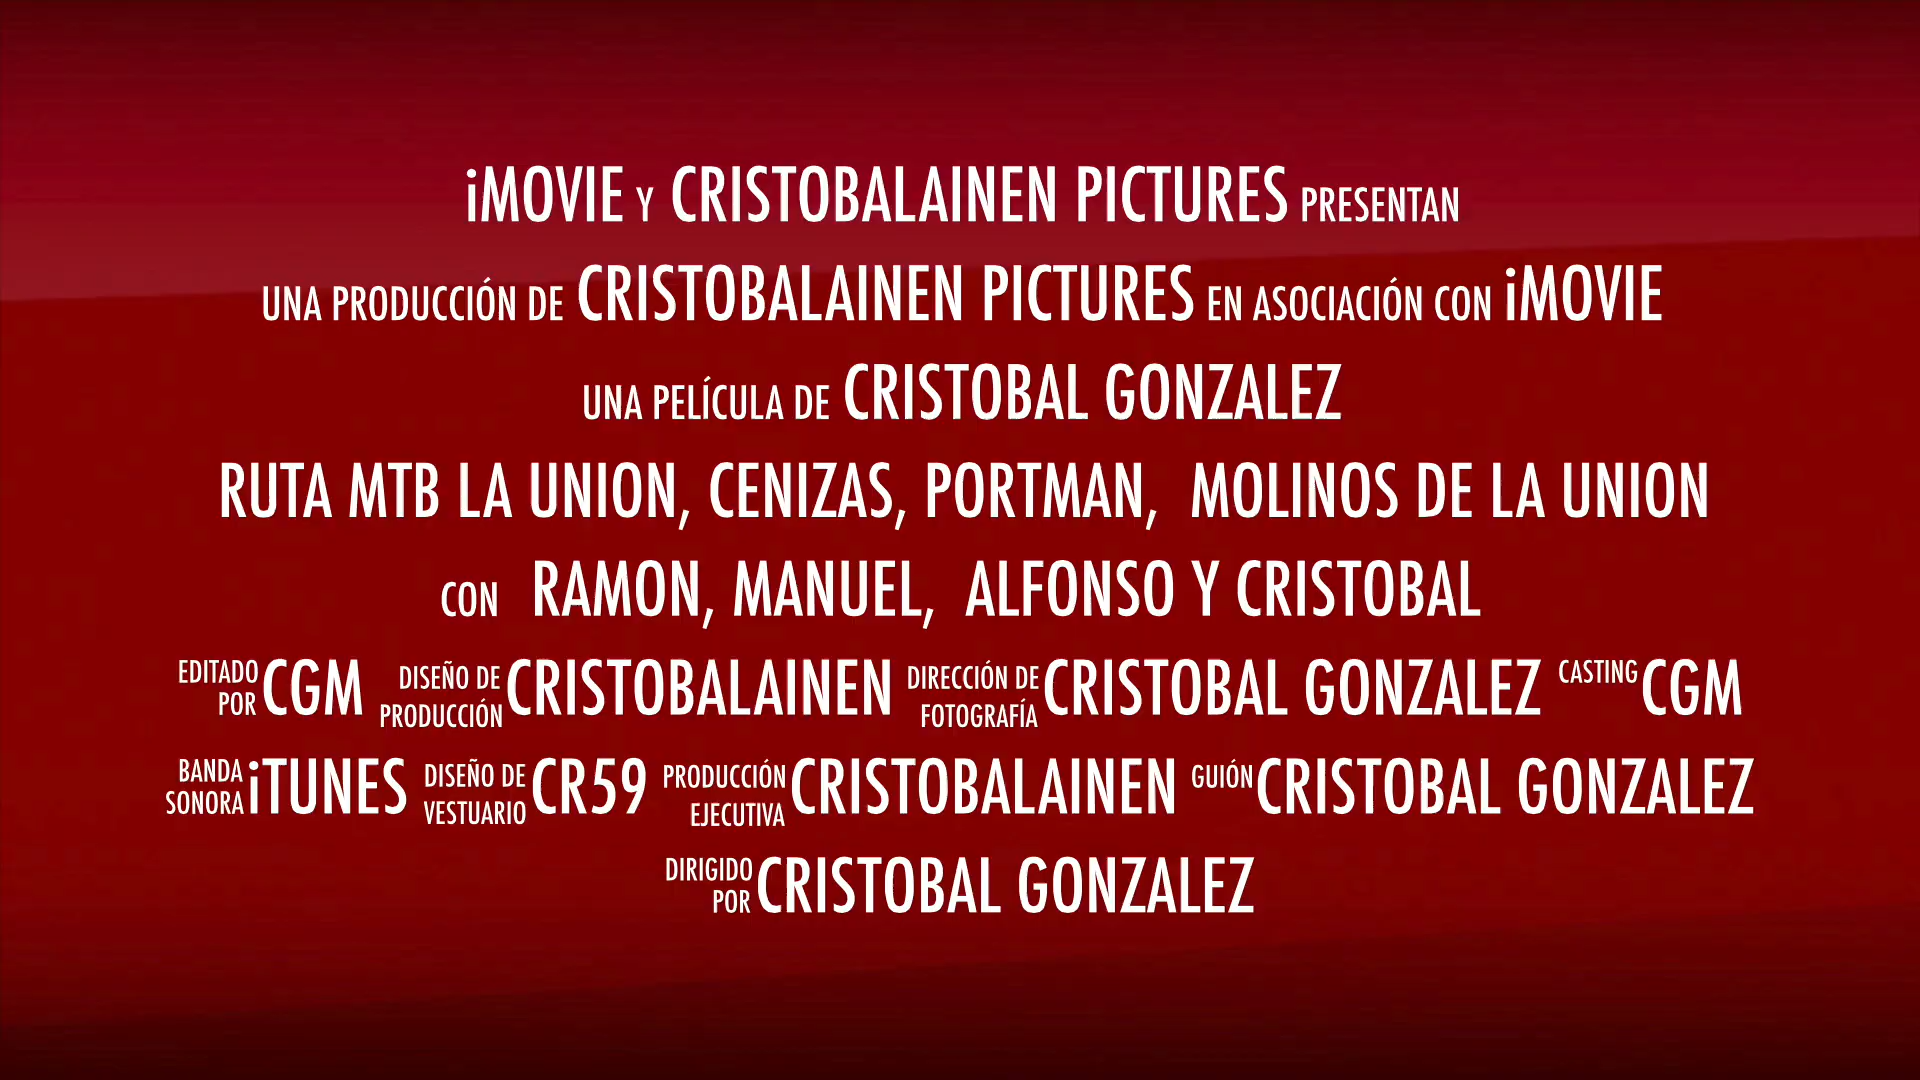 iMOVIE Y CRISTOBALAINEN PICTURES PRESENTAN
UNA PRODUCCIÓN DE CRISTOBALAINEN PICTURES EN ASOCIACIÓN CON iMOVIE
UNA PELÍCULA DE CRISTOBAL GONZALEZ
RUTA MTB LA UNION, CENIZAS, PORTMAN, MOLINOS DE LA UNION
CON RAMON, MANUEL, ALFONSO Y CRISTOBAL
EDITADO POR CGM DISEÑO DE PRODUCCIÓN CRISTOBALAINEN DIRECCIÓN DE FOTOGRAFÍA CRISTOBAL GONZALEZ CASTING CGM
BANDA SONORA iTUNES DISEÑO DE VESTUARIO CR59 PRODUCCIÓN EJECUTIVA CRISTOBALAINEN GUIÓN CRISTOBAL GONZALEZ
DIRIGIDO POR CRISTOBAL GONZALEZ